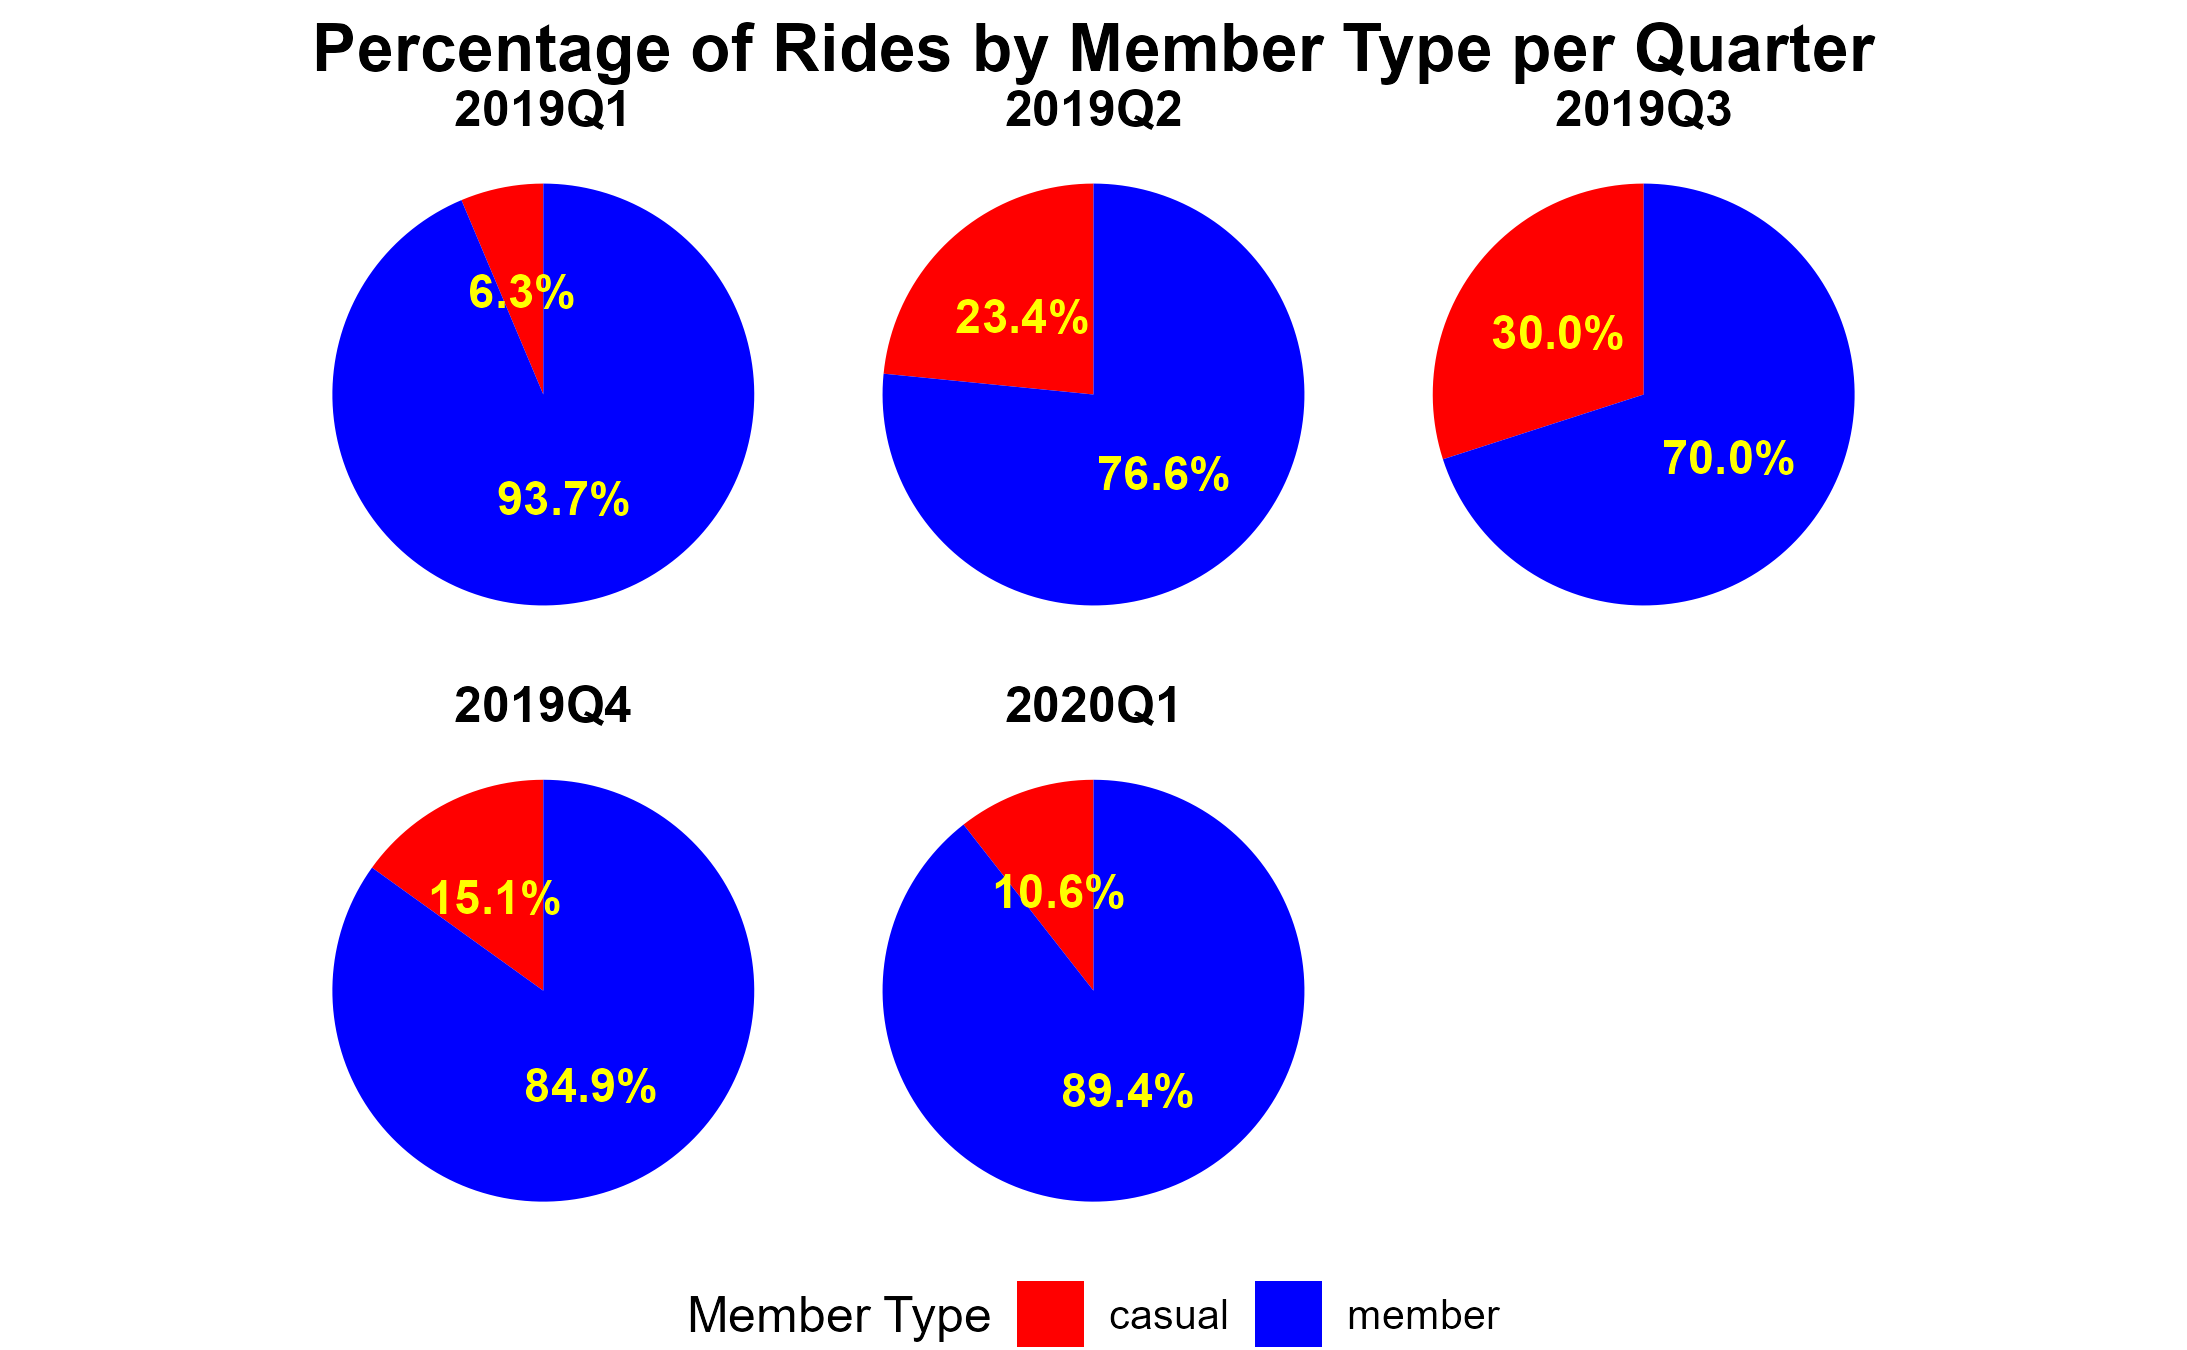 Percentage of Rides by Member Type per Quarter
2019Q1
2019Q2
2019Q3
6.3%
93.7%
23.4%
76.6%
30.0%
70.0%
2019Q4
2020Q1
15.1%
84.9%
10.6%
89.4%
Member Type
casual
member